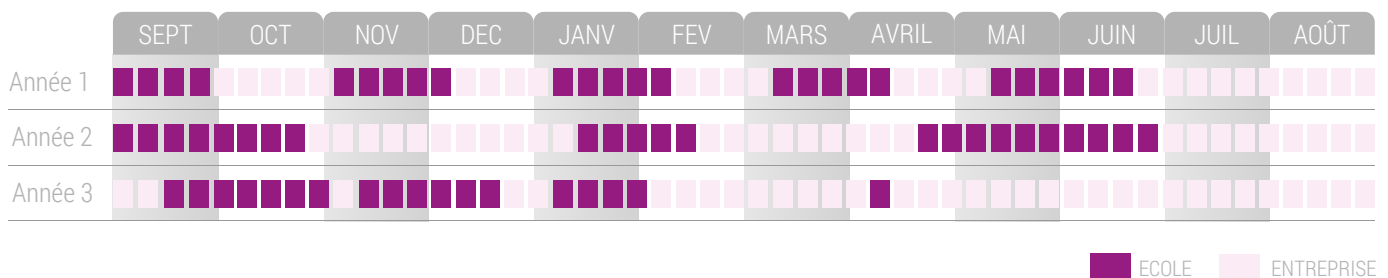 SEPT OCT NOV DEC JANV FEV MARS AVRIL MAI JUIN JUIL AOÛT
Année 1
Année 2
Année 3
ECOLE ENTREPRISE